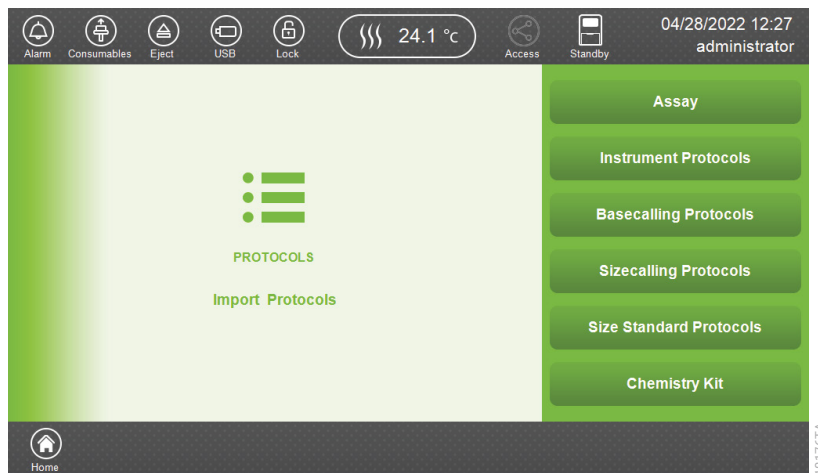 Alarm
Consumables
Eject
USB
Lock
24.1 °c
Access
Standby
04/28/2022 12:27
administrator
PROTOCOLS
Import Protocols
Assay
Instrument Protocols
Basecalling Protocols
Sizecalling Protocols
Size Standard Protocols
Chemistry Kit
Home